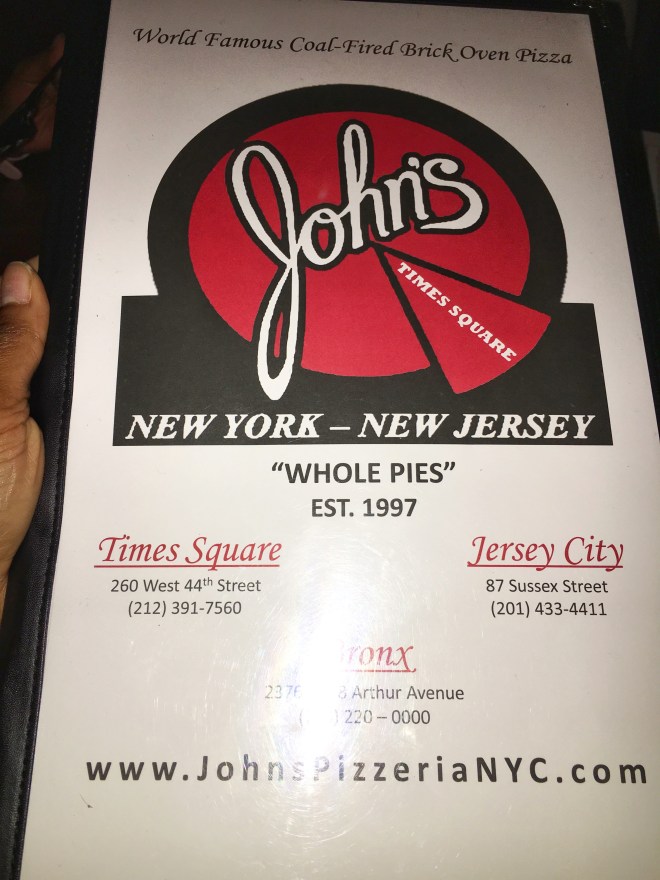 World Famous Coal-Fired Brick Oven Pizza
John's
TIMES SQUARE
NEW YORK – NEW JERSEY
"WHOLE PIES"
EST. 1997
Times Square
Jersey City
260 West 44th Street
87 Sussex Street
(212) 391-7560
(201) 433-4411
Arthur Avenue
220 – 0000
www.JohnsPizzeriaNYC.com